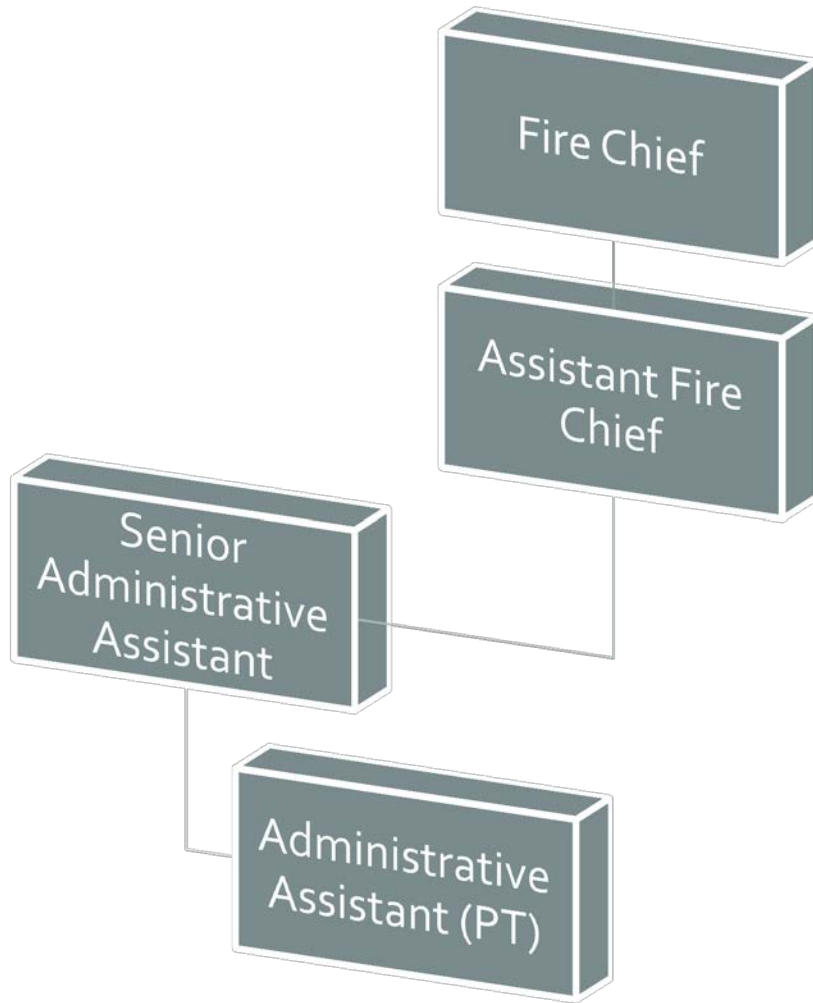 Fire Chief
Assistant Fire
Chief
Senior
Administrative
Assistant
Administrative
Assistant (PT)